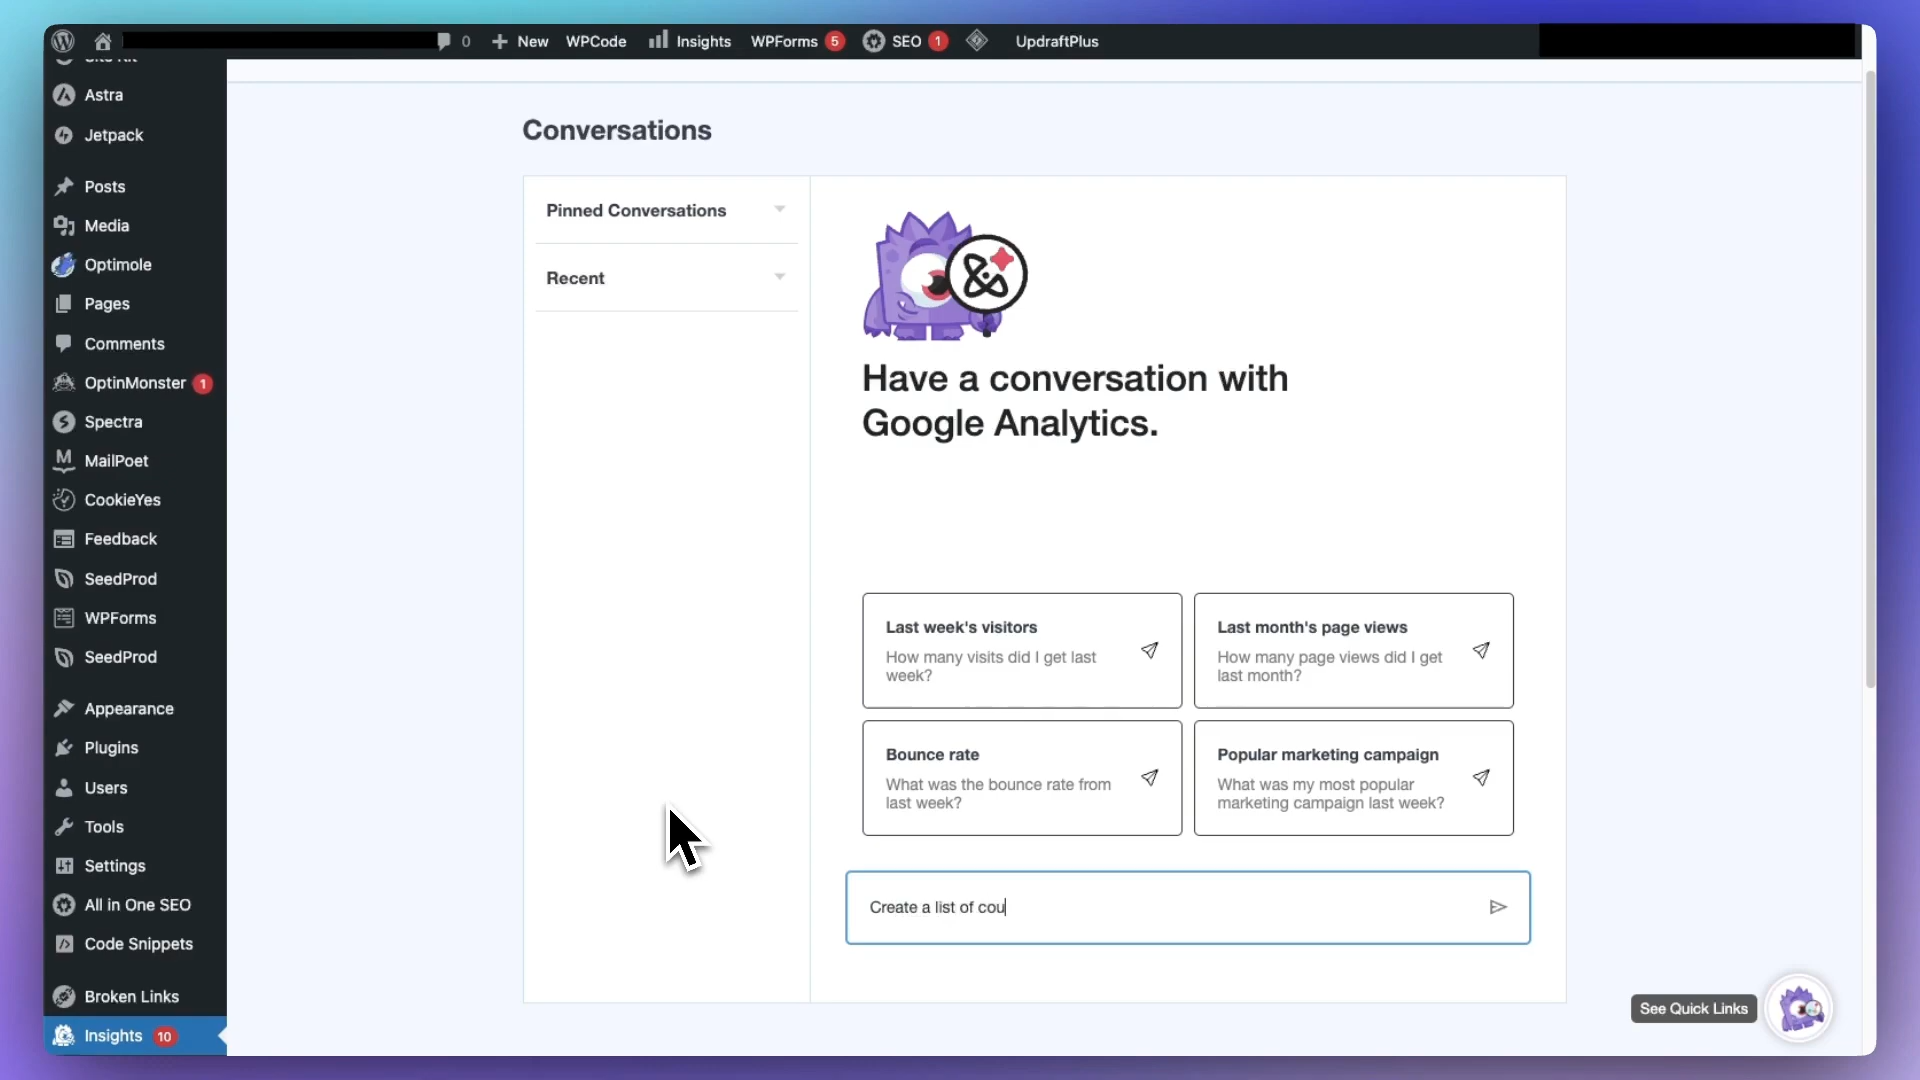 0
New
WPCode
Insights
WPForms 5
SEO 1
UpdraftPlus
Site Kit
Astra
Jetpack
Posts
Media
Optimole
Pages
Comments
OptinMonster 1
Spectra
MailPoet
CookieYes
Feedback
SeedProd
WPForms
SeedProd
Appearance
Plugins
Users
Tools
Settings
All in One SEO
Code Snippets
Broken Links
Insights 10
Conversations
Pinned Conversations
Recent
Have a conversation with
Google Analytics.
Last week's visitors
How many visits did I get last
week?
Last month's page views
How many page views did I get
last month?
Bounce rate
What was the bounce rate from
last week?
Popular marketing campaign
What was my most popular
marketing campaign last week?
Create a list of cou
See Quick Links